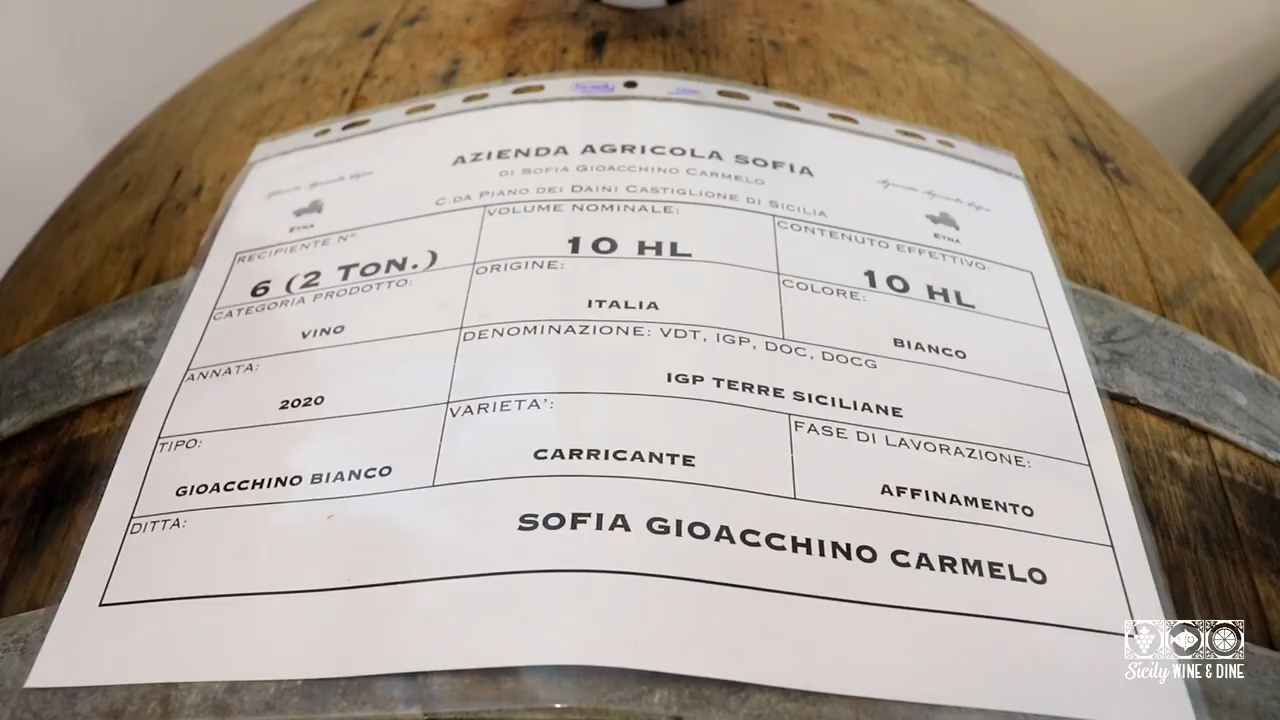 AZIENDA AGRICOLA SOFIA
DI SOFIA GIOACCHINO CARMELO
C.DA PIANO DEI DAINI CASTIGLIONE DI SICILIA
ETNA
ETNA
RECIPIENTE N°:
6 (2 TON.)
VOLUME NOMINALE:
10 HL
CONTENUTO EFFETTIVO:
10 HL
CATEGORIA PRODOTTO:
VINO
ORIGINE:
ITALIA
COLORE:
BIANCO
ANNATA:
2020
DENOMINAZIONE: VDT, IGP, DOC, DOCG
IGP TERRE SICILIANE
TIPO:
GIOACCHINO BIANCO
VARIETA':
CARRICANTE
FASE DI LAVORAZIONE:
AFFINAMENTO
DITTA:
SOFIA GIOACCHINO CARMELO
Sicily WINE & DINE